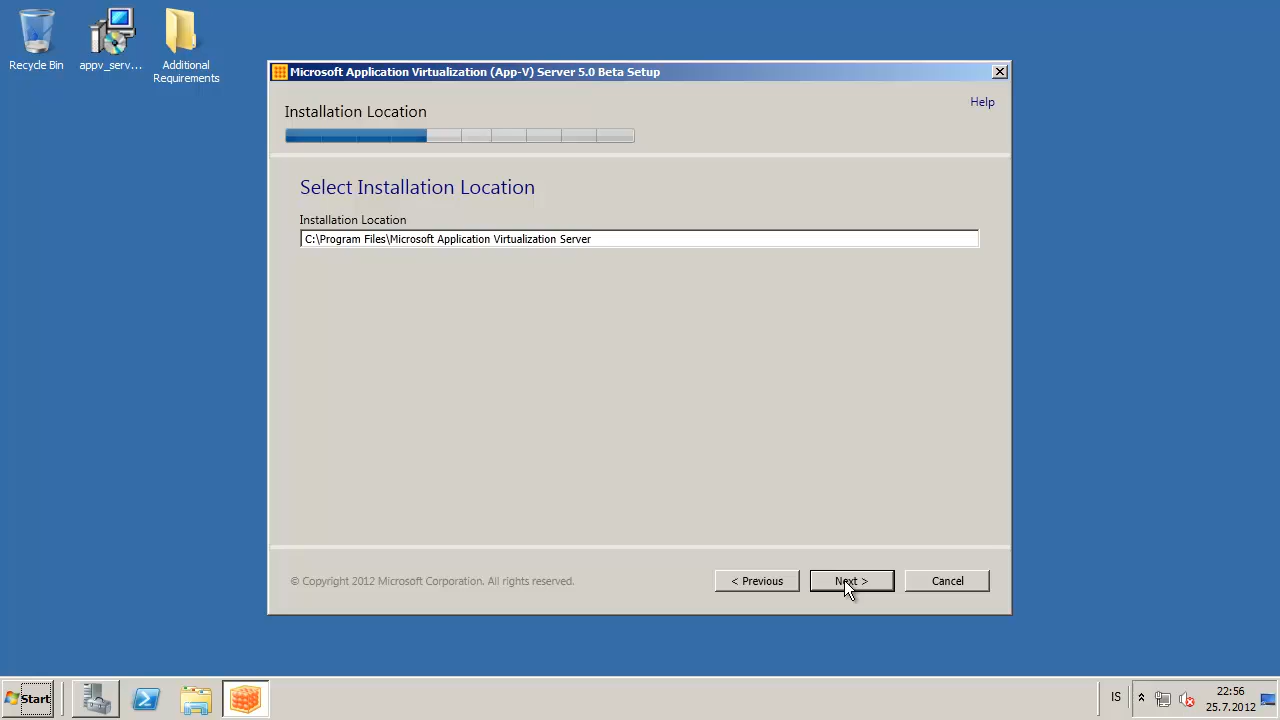 Recycle Bin
appv_serv...
Additional
Requirements
Microsoft Application Virtualization (App-V) Server 5.0 Beta Setup
Installation Location
Help
Select Installation Location
Installation Location
C:\Program Files\Microsoft Application Virtualization Server
© Copyright 2012 Microsoft Corporation. All rights reserved.
< Previous
Next >
Cancel
Start
IS
22:56
25.7.2012